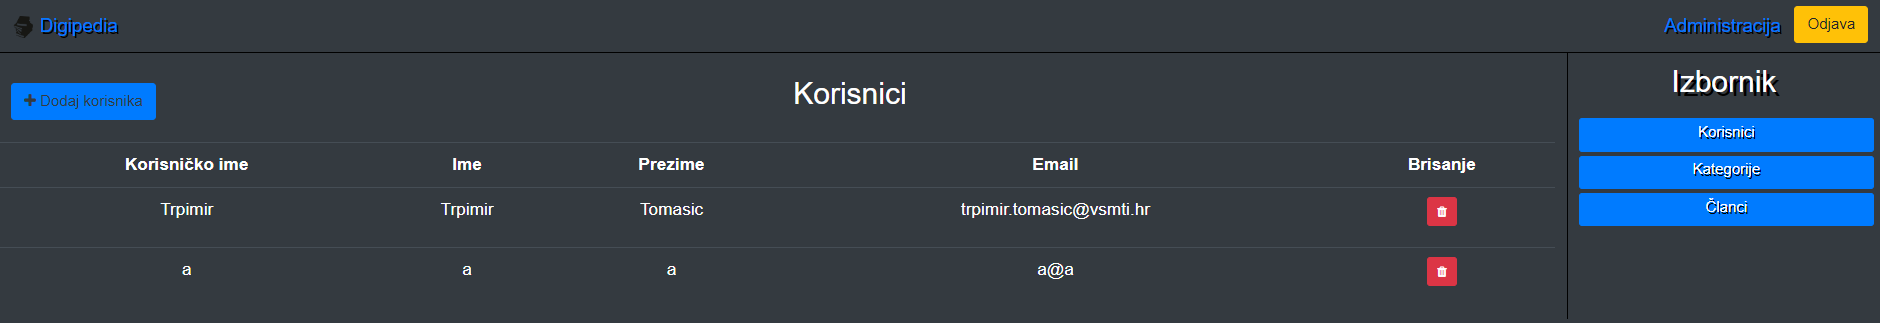 Digipedia
Administracija Odjava
Dodaj korisnika
Korisnici
Korisničko ime Ime Prezime Email Brisanje
Trpimir Trpimir Tomasic trpimir.tomasic@vsmti.hr
a a a a@a
Izbornik
Korisnici
Kategorije
Članci